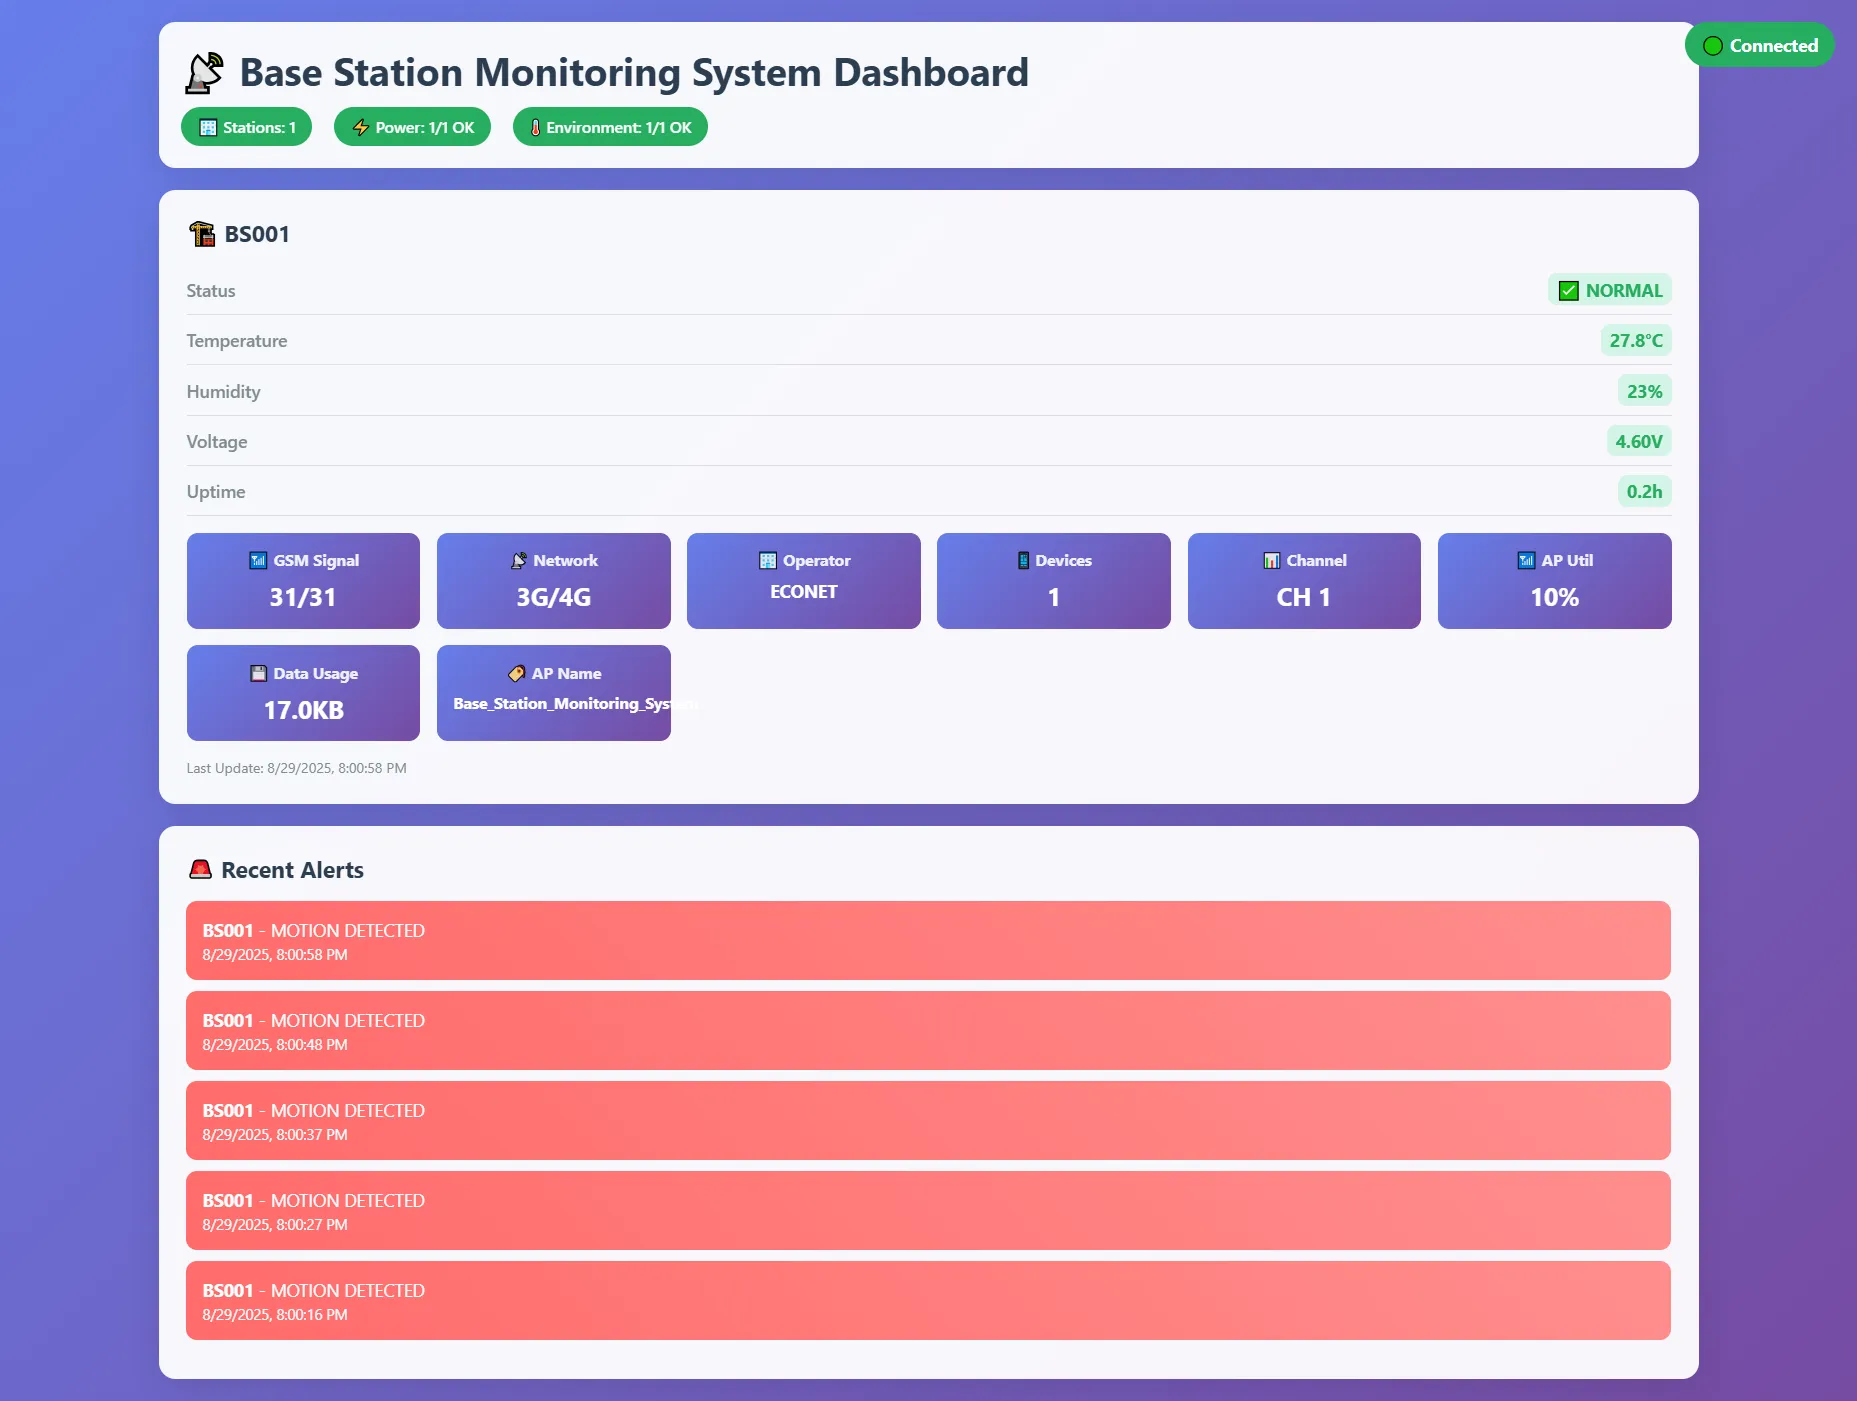 Base Station Monitoring System Dashboard
Connected
Stations: 1
Power: 1/1 OK
Environment: 1/1 OK
BS001
Status
NORMAL
Temperature
27.8°C
Humidity
23%
Voltage
4.60V
Uptime
0.2h
GSM Signal
31/31
Network
3G/4G
Operator
ECONET
Devices
1
Channel
CH 1
AP Util
10%
Data Usage
17.0KB
AP Name
Base_Station_Monitoring_System
Last Update: 8/29/2025, 8:00:58 PM
Recent Alerts
BS001 - MOTION DETECTED
8/29/2025, 8:00:58 PM
BS001 - MOTION DETECTED
8/29/2025, 8:00:48 PM
BS001 - MOTION DETECTED
8/29/2025, 8:00:37 PM
BS001 - MOTION DETECTED
8/29/2025, 8:00:27 PM
BS001 - MOTION DETECTED
8/29/2025, 8:00:16 PM